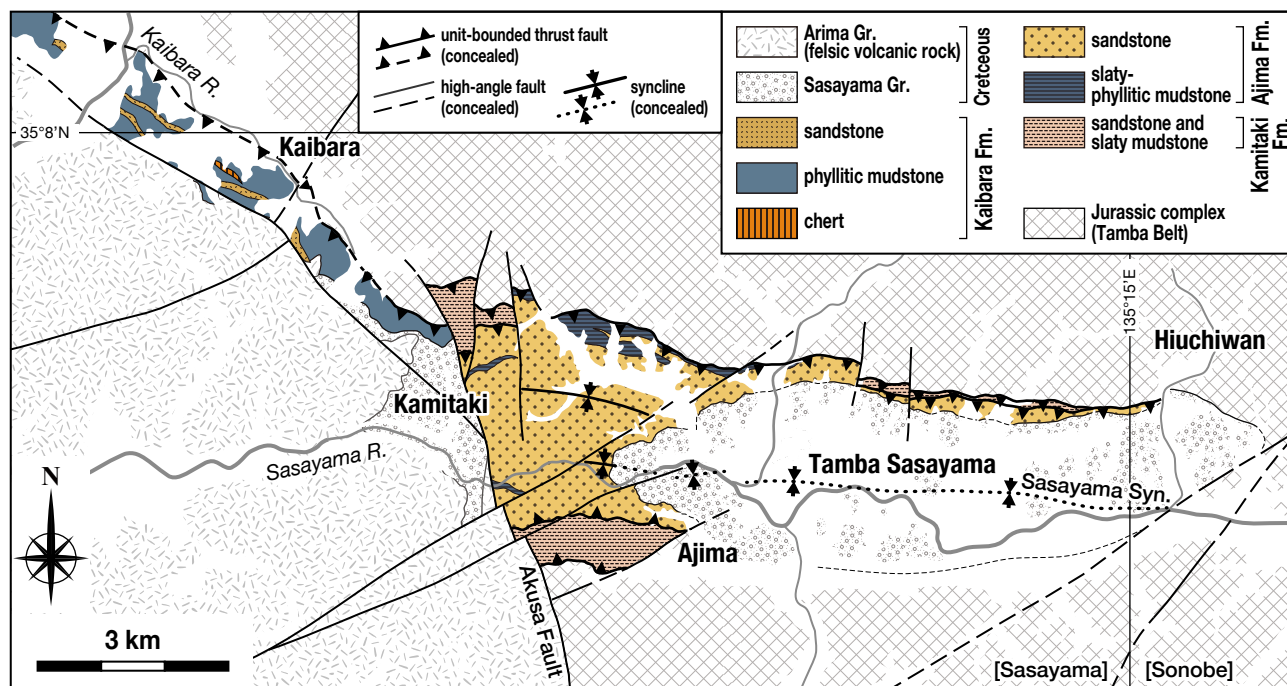 unit-bounded thrust fault
(concealed)
high-angle fault
(concealed)
syncline
(concealed)
Arima Gr.
(felsic volcanic rock)
Sasayama Gr.
Cretceous
sandstone
phyllitic mudstone
chert
Kaibara Fm.
sandstone
slaty-
phyllitic mudstone
Ajima Fm.
sandstone and
slaty mudstone
Kamitaki
Fm.
Jurassic complex
(Tamba Belt)
Kaibara R.
35°8’N
Kaibara
135°15’E
Hiuchiwan
Kamitaki
Sasayama R.
Tamba Sasayama
Sasayama Syn.
N
Ajima
Akusa Fault
3 km
[Sasayama]
[Sonobe]